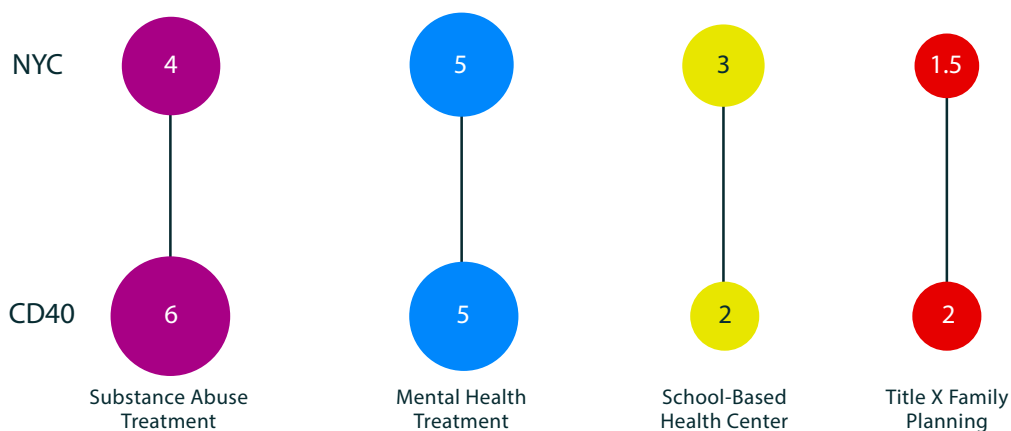 NYC
4
5
3
1.5
CD40
6
5
2
2
Substance Abuse
Treatment
Mental Health
Treatment
School-Based
Health Center
Title X Family
Planning